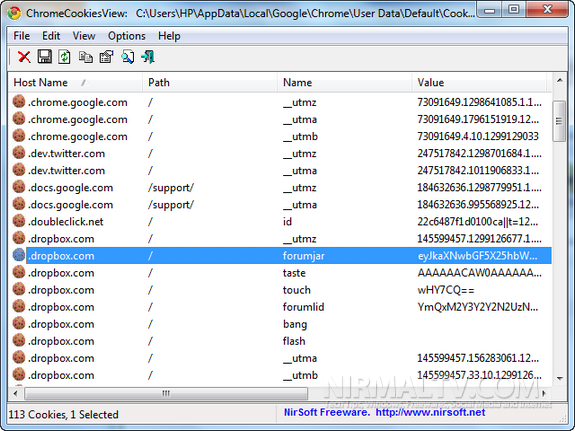 ChromeCookiesView: C:\Users\HP\AppData\Local\Google\Chrome\User Data\Default\Cook...
File Edit View Options Help
Host Name / Path Name Value
.chrome.google.com / __utmz 73091649.1298641085.1.1...
.chrome.google.com / __utma 73091649.1796151919.12...
.chrome.google.com / __utmb 73091649.4.10.1299129033
.dev.twitter.com / __utmz 247517842.1298701684.1...
.dev.twitter.com / __utma 247517842.1011906833.1...
.docs.google.com /support/ __utmz 184632636.1298779951.1...
.docs.google.com /support/ __utma 184632636.995568925.12...
.doubleclick.net / id 22c6487f1d0100ca||t=12...
.dropbox.com / __utmz 145599457.1299126677.1...
.dropbox.com / forumjar eyJkaXNwbGF5X25hbW...
.dropbox.com / taste AAAAAACAW0AAAAAA...
.dropbox.com / touch wHY7CQ==
.dropbox.com / forumlid YmQxM2Y3Y2Y2N2UzN...
.dropbox.com / bang
.dropbox.com / flash
.dropbox.com / __utma 145599457.156283061.12...
.dropbox.com / __utmb 145599457.33.10.1299126...
NIRMALTV.COM
113 Cookies, 1 Selected
NirSoft Freeware. http://www.nirsoft.net